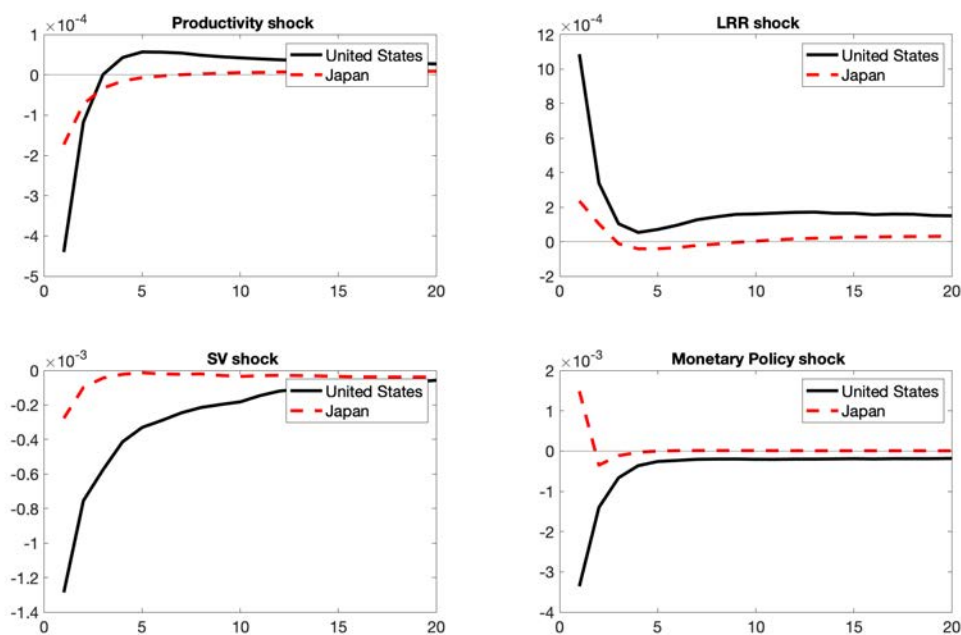 Productivity shock
×10⁻⁴
1
0
-1
-2
-3
-4
-5
0 5 10 15 20
United States
Japan
LRR shock
×10⁻⁴
12
10
8
6
4
2
0
-2
0 5 10 15 20
United States
Japan
SV shock
×10⁻³
0
-0.2
-0.4
-0.6
-0.8
-1
-1.2
-1.4
0 5 10 15 20
United States
Japan
Monetary Policy shock
×10⁻³
2
1
0
-1
-2
-3
-4
0 5 10 15 20
United States
Japan